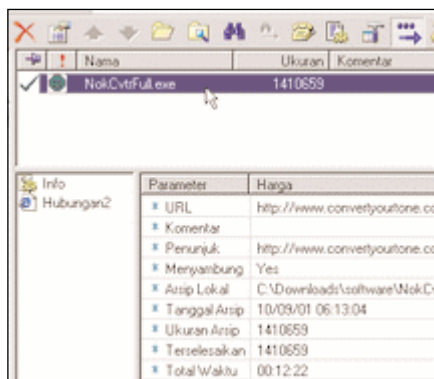 ! Nama Ukuran Komentar
NokCvtrFull.exe 1410659
Info
Hubungan2
Parameter Harga
URL http://www.convertyourtone.co
Komentar
Penunjuk http://www.convertyourtone.co
Menyambung Yes
Arsip Lokal C:\Downloads\software\NokC
Tanggal Arsip 10/09/01 06:13:04
Ukuran Arsip 1410659
Terselesaikan 1410659
Total Waktu 00:12:22